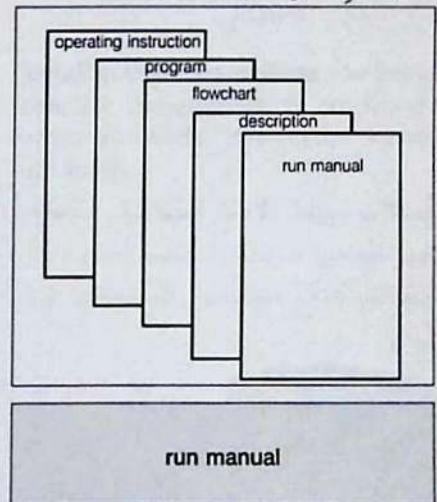 operating instruction
program
flowchart
description
run manual
run manual